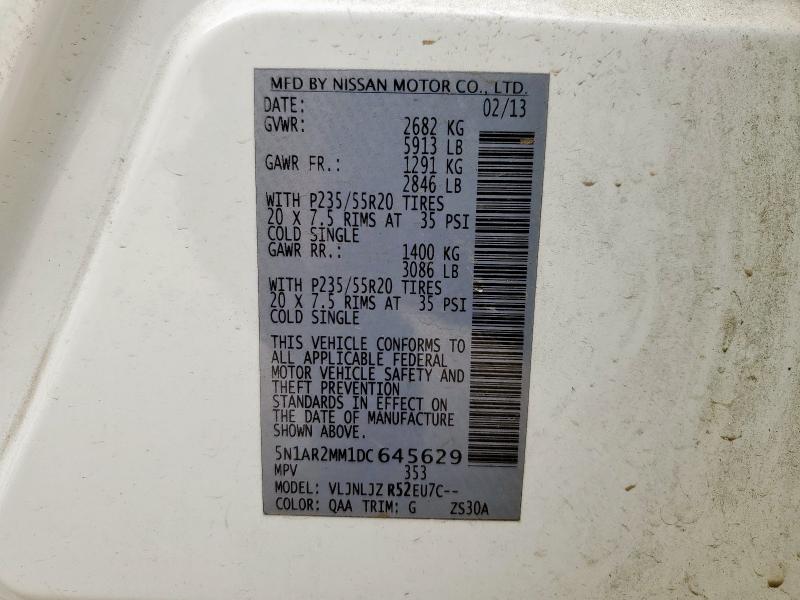 MFD BY NISSAN MOTOR CO., LTD.
DATE: 02/13
GVWR: 2682 KG
5913 LB
GAWR FR.: 1291 KG
2846 LB
WITH P235/55R20 TIRES
20 X 7.5 RIMS AT 35 PSI
COLD SINGLE
GAWR RR.: 1400 KG
3086 LB
WITH P235/55R20 TIRES
20 X 7.5 RIMS AT 35 PSI
COLD SINGLE
THIS VEHICLE CONFORMS TO
ALL APPLICABLE FEDERAL
MOTOR VEHICLE SAFETY AND
THEFT PREVENTION
STANDARDS IN EFFECT ON
THE DATE OF MANUFACTURE
SHOWN ABOVE.
5N1AR2MM1DC645629
MPV 353
MODEL: VLJNLJZ R52EU7C--
COLOR: QAA TRIM: G ZS30A